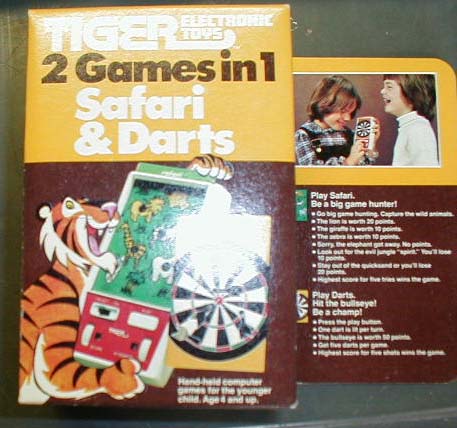 TIGER ELECTRONIC
TOYS
2 Games in 1
Safari
& Darts
Hand-held computer
games for the younger
child. Age 4 and up.
Play Safari.
Be a big game hunter!
• Go big game hunting. Capture the wild animals.
• The lion is worth 20 points.
• The giraffe is worth 10 points.
• The zebra is worth 10 points.
• Sorry, the elephant got away. No points.
• Look out for the evil jungle "spirit." You'll lose
10 points.
• Stay out of the quicksand or you'll lose
20 points.
• Highest score for five tries wins the game.
Play Darts.
Hit the bullseye!
Be a champ!
• Press the play button.
• One dart is lit per turn.
• The bullseye is worth 50 points.
• Get five darts per game.
• Highest score for five shots wins the game.